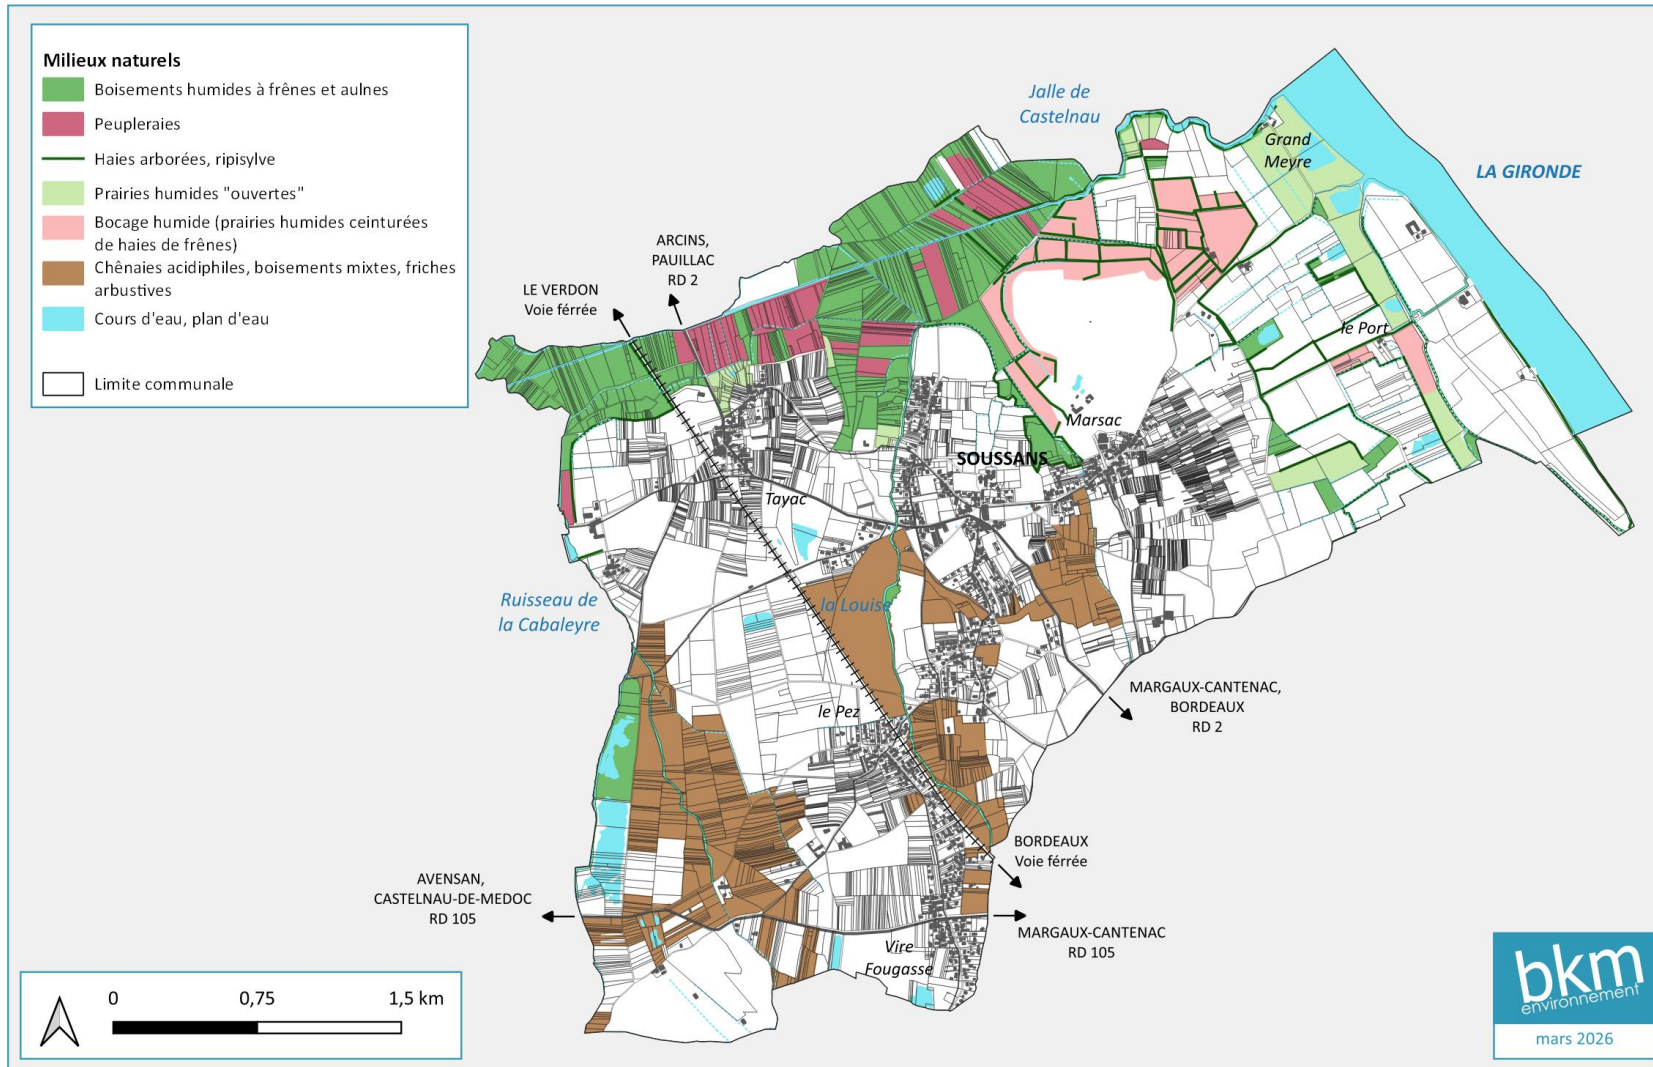 Milieux naturels
Boisements humides à frênes et aulnes
Peupleraies
Haies arborées, ripisylve
Prairies humides "ouvertes"
Bocage humide (prairies humides ceinturées
de haies de frênes)
Chênaies acidiphiles, boisements mixtes, friches
arbustives
Cours d'eau, plan d'eau
Limite communale
Jalle de
Castelnau
Grand
Meyre
LA GIRONDE
ARCINS,
PAUILLAC
RD 2
LE VERDON
Voie férrée
le Port
Marsac
SOUSSANS
Tayac
Ruisseau de
la Cabaleyre
la Louise
le Pez
MARGAUX-CANTENAC,
BORDEAUX
RD 2
BORDEAUX
Voie férrée
AVENSAN,
CASTELNAU-DE-MEDOC
RD 105
MARGAUX-CANTENAC
RD 105
Vire
Fougasse
0 0,75 1,5 km
bkm
environnement
mars 2026